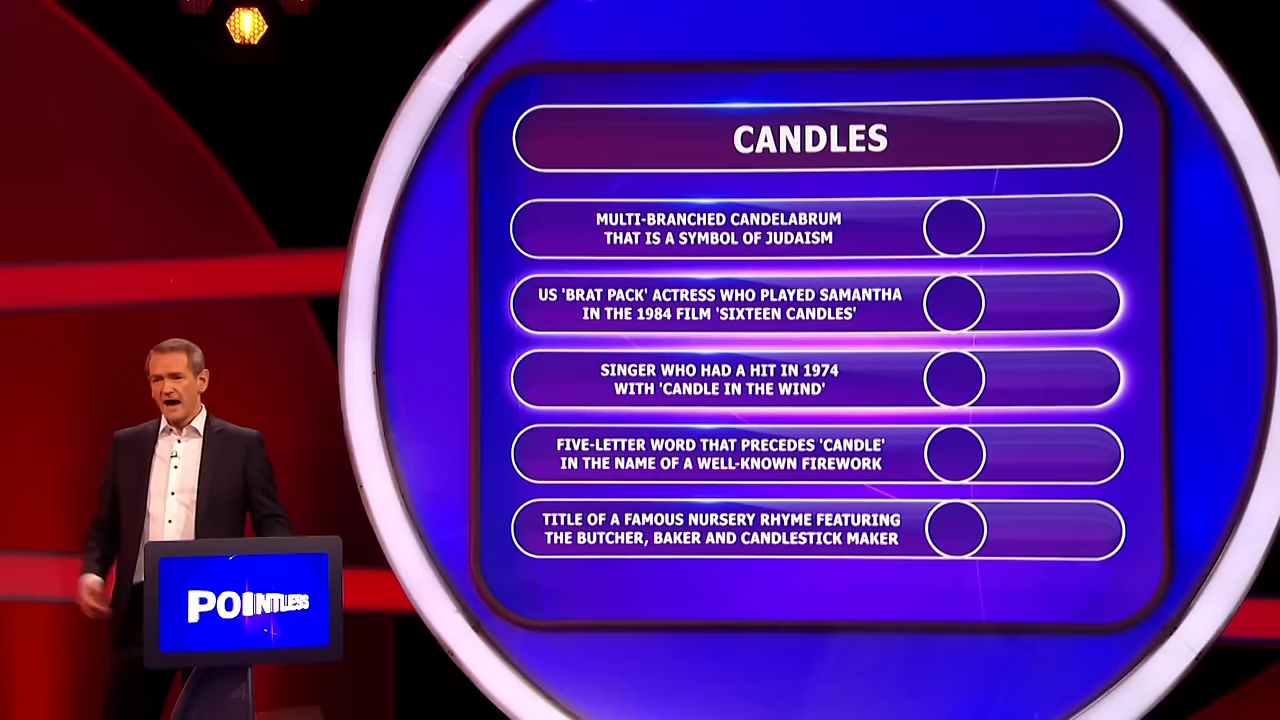 CANDLES
MULTI-BRANCHED CANDELABRUM
THAT IS A SYMBOL OF JUDAISM
US 'BRAT PACK' ACTRESS WHO PLAYED SAMANTHA
IN THE 1984 FILM 'SIXTEEN CANDLES'
SINGER WHO HAD A HIT IN 1974
WITH 'CANDLE IN THE WIND'
FIVE-LETTER WORD THAT PRECEDES 'CANDLE'
IN THE NAME OF A WELL-KNOWN FIREWORK
TITLE OF A FAMOUS NURSERY RHYME FEATURING
THE BUTCHER, BAKER AND CANDLESTICK MAKER
POINTLESS